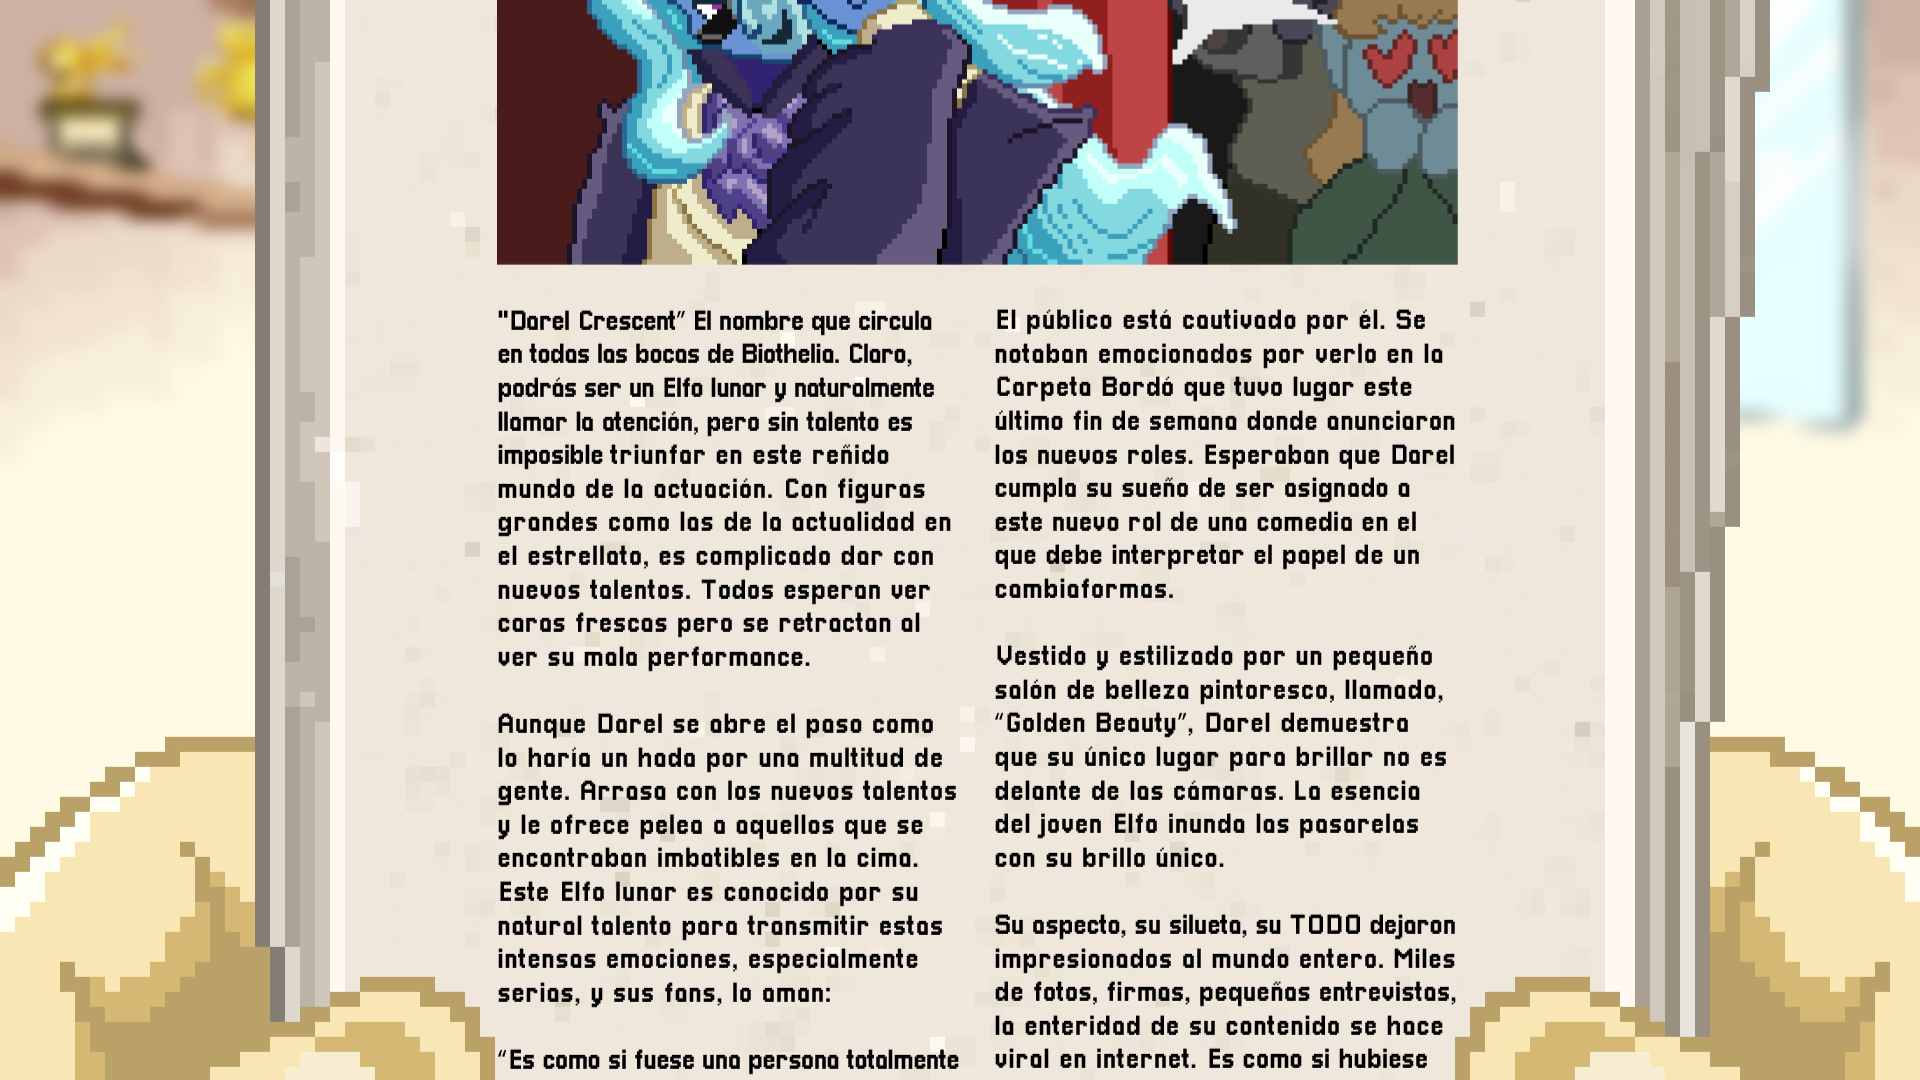 "Darel Crescent" El nombre que circula
en todas las bocas de Biothelia. Claro,
podrás ser un Elfo lunar y naturalmente
llamar la atención, pero sin talento es
imposible triunfar en este reñido
mundo de la actuación. Con figuras
grandes como las de la actualidad en
el estrellato, es complicado dar con
nuevos talentos. Todos esperan ver
caras frescas pero se retractan al
ver su mala performance.
Aunque Darel se abre el paso como
lo haría un hada por una multitud de
gente. Arrasa con los nuevos talentos
y le ofrece pelea a aquellos que se
encontraban imbatibles en la cima.
Este Elfo lunar es conocido por su
natural talento para transmitir estas
intensas emociones, especialmente
serias, y sus fans, lo aman:
"Es como si fuese una persona totalmente
El público está cautivado por él. Se
notaban emocionados por verlo en la
Carpeta Bordó que tuvo lugar este
último fin de semana donde anunciaron
los nuevos roles. Esperaban que Darel
cumpla su sueño de ser asignado a
este nuevo rol de una comedia en el
que debe interpretar el papel de un
cambiaformas.
Vestido y estilizado por un pequeño
salón de belleza pintoresco, llamado,
"Golden Beauty", Darel demuestra
que su único lugar para brillar no es
delante de las cámaras. La esencia
del joven Elfo inunda las pasarelas
con su brillo único.
Su aspecto, su silueta, su TODO dejaron
impresionados al mundo entero. Miles
de fotos, firmas, pequeñas entrevistas,
la enteridad de su contenido se hace
viral en internet. Es como si hubiese